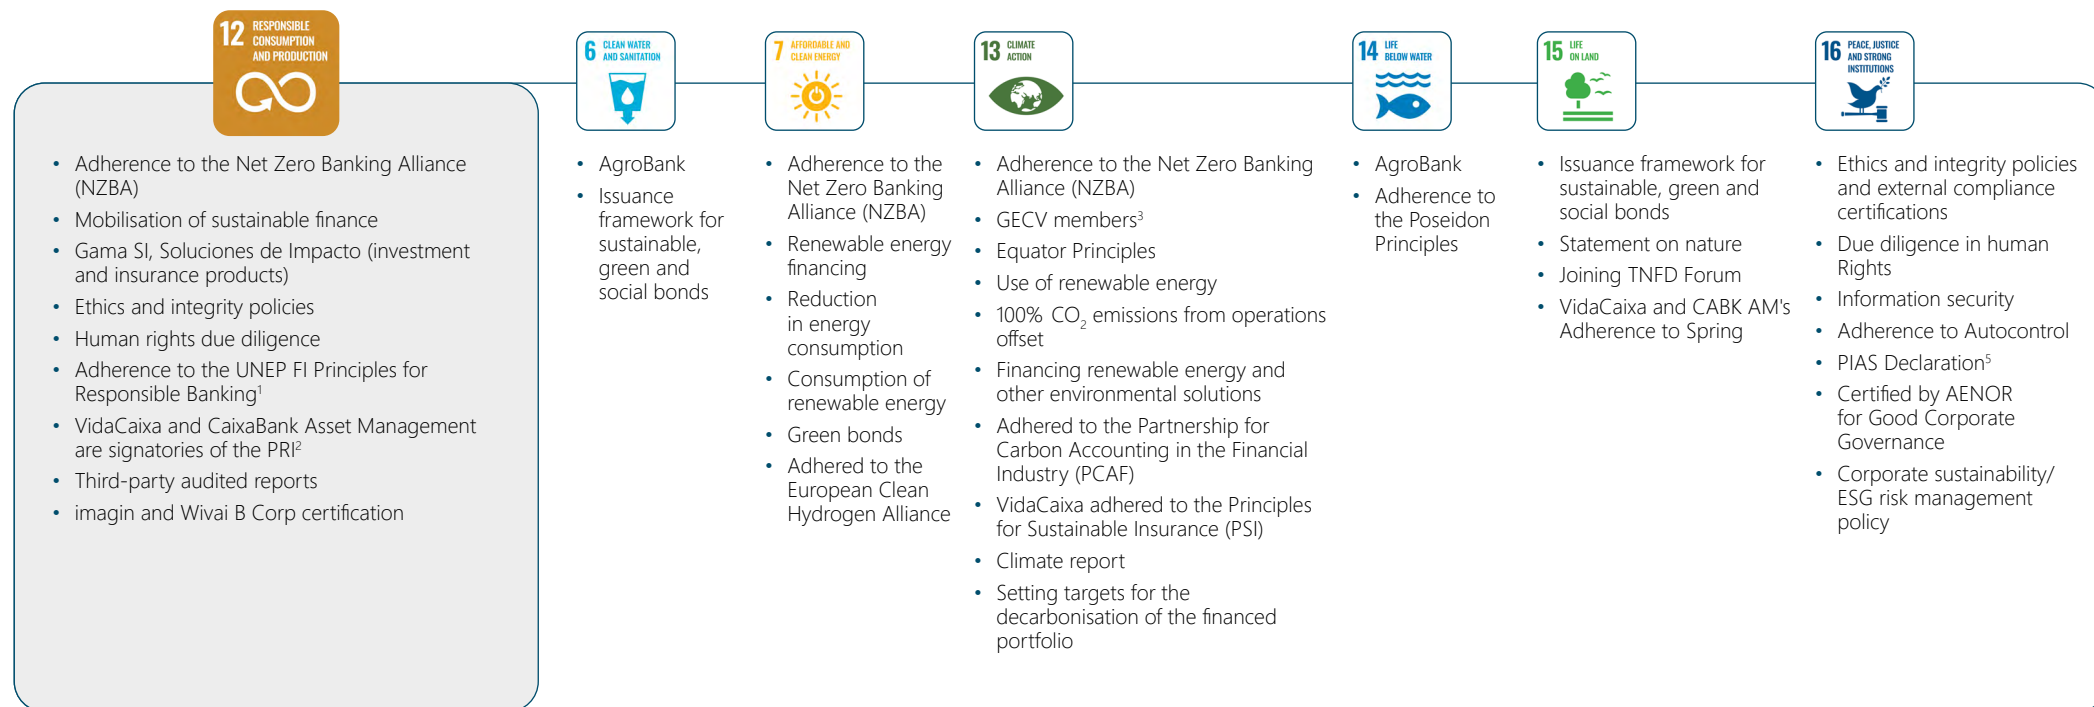 12 RESPONSIBLE
CONSUMPTION
AND PRODUCTION
• Adherence to the Net Zero Banking Alliance
(NZBA)
• Mobilisation of sustainable finance
• Gama SI, Soluciones de Impacto (investment
and insurance products)
• Ethics and integrity policies
• Human rights due diligence
• Adherence to the UNEP FI Principles for
Responsible Banking¹
• VidaCaixa and CaixaBank Asset Management
are signatories of the PRI²
• Third-party audited reports
• imagin and Wivai B Corp certification
6 CLEAN WATER
AND SANITATION
• AgroBank
• Issuance
framework for
sustainable,
green and
social bonds
7 AFFORDABLE AND
CLEAN ENERGY
• Adherence to the
Net Zero Banking
Alliance (NZBA)
• Renewable energy
financing
• Reduction
in energy
consumption
• Consumption of
renewable energy
• Green bonds
• Adhered to the
European Clean
Hydrogen Alliance
13 CLIMATE
ACTION
• Adherence to the Net Zero Banking
Alliance (NZBA)
• GECV members³
• Equator Principles
• Use of renewable energy
• 100% CO₂ emissions from operations
offset
• Financing renewable energy and
other environmental solutions
• Adhered to the Partnership for
Carbon Accounting in the Financial
Industry (PCAF)
• VidaCaixa adhered to the Principles
for Sustainable Insurance (PSI)
• Climate report
• Setting targets for the
decarbonisation of the financed
portfolio
14 LIFE
BELOW WATER
• AgroBank
• Adherence to
the Poseidon
Principles
15 LIFE
ON LAND
• Issuance framework for
sustainable, green and
social bonds
• Statement on nature
• Joining TNFD Forum
• VidaCaixa and CABK AM's
Adherence to Spring
16 PEACE, JUSTICE
AND STRONG
INSTITUTIONS
• Ethics and integrity policies
and external compliance
certifications
• Due diligence in human
Rights
• Information security
• Adherence to Autocontrol
• PIAS Declaration⁵
• Certified by AENOR
for Good Corporate
Governance
• Corporate sustainability/
ESG risk management
policy